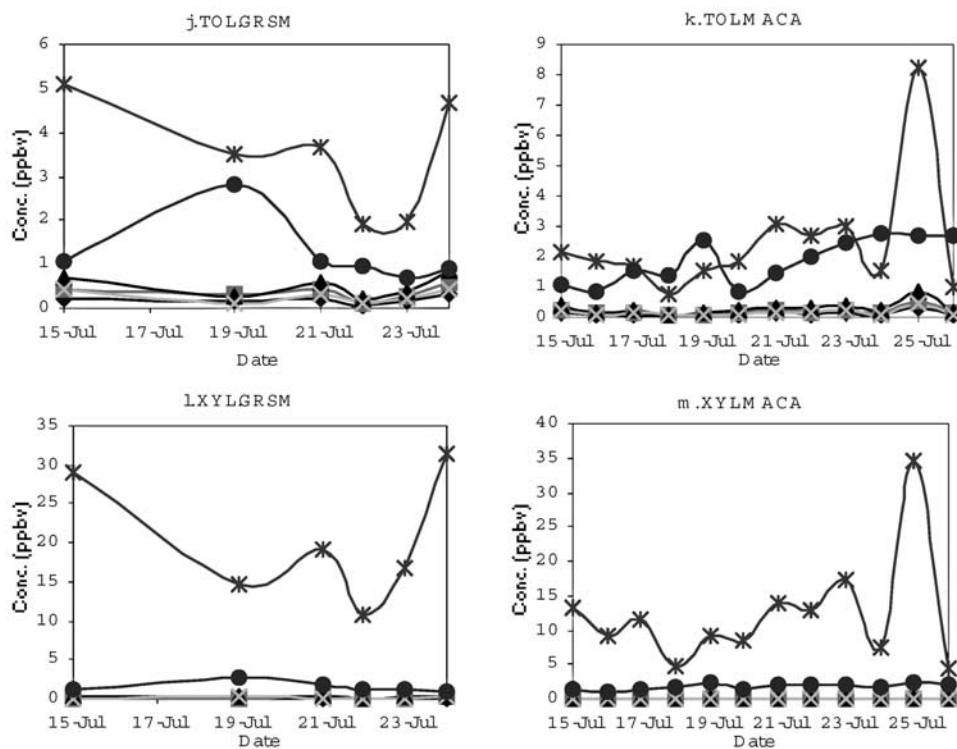 j.TOLGRSM
6
5
4
3
2
1
0
Conc. (ppbv)
15-Jul 17-Jul 19-Jul 21-Jul 23-Jul
Date
k.TOLMACA
9
8
7
6
5
4
3
2
1
0
Conc. (ppbv)
15-Jul 17-Jul 19-Jul 21-Jul 23-Jul 25-Jul
Date
l.XYLGRSM
35
30
25
20
15
10
5
0
Conc. (ppbv)
15-Jul 17-Jul 19-Jul 21-Jul 23-Jul
Date
m.XYLMACA
40
35
30
25
20
15
10
5
0
Conc. (ppbv)
15-Jul 17-Jul 19-Jul 21-Jul 23-Jul 25-Jul
Date